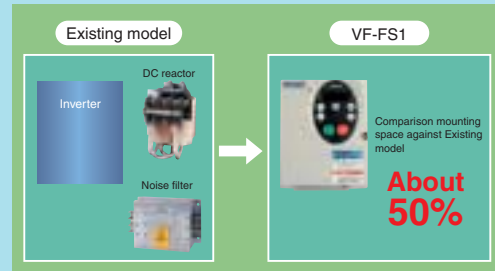 Existing model
VF-FS1
DC reactor
Inverter
Noise filter
Comparison mounting
space against Existing
model
About
50%